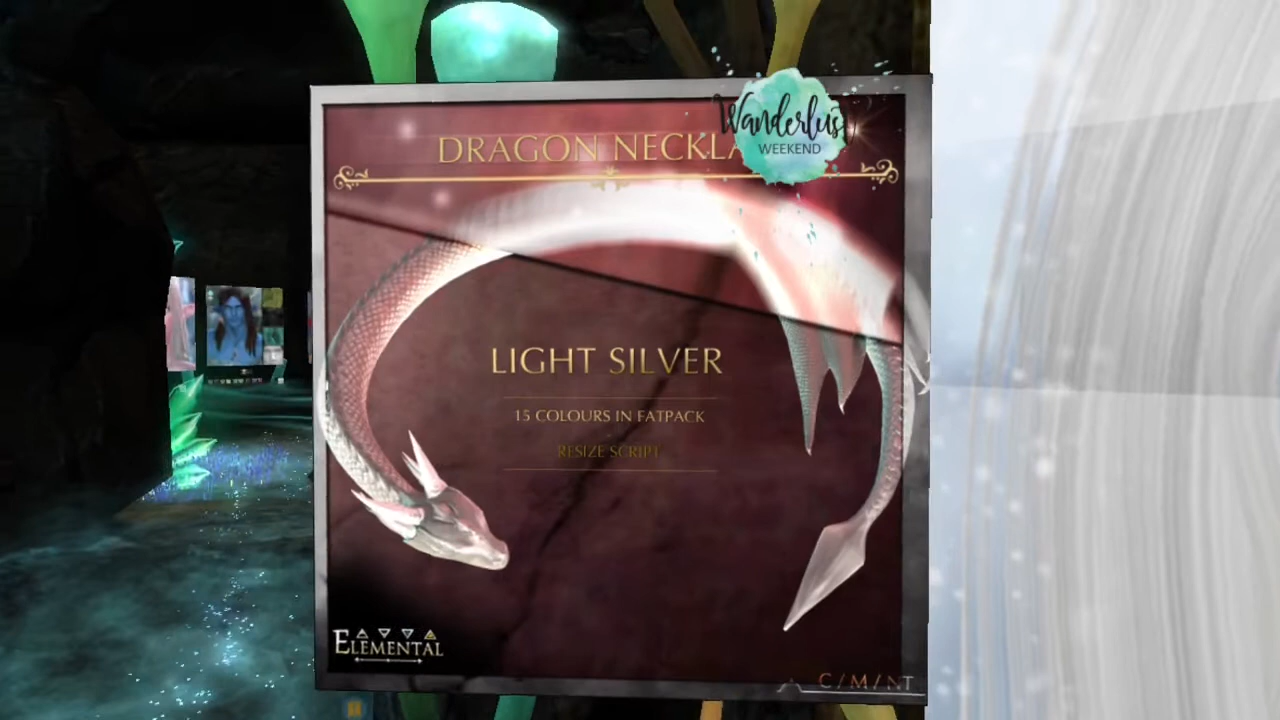 DRAGON NECKLA
Wanderlust
WEEKEND
LIGHT SILVER
15 COLOURS IN FATPACK
RESIZE SCRIPT
ELEMENTAL
C/M/NT